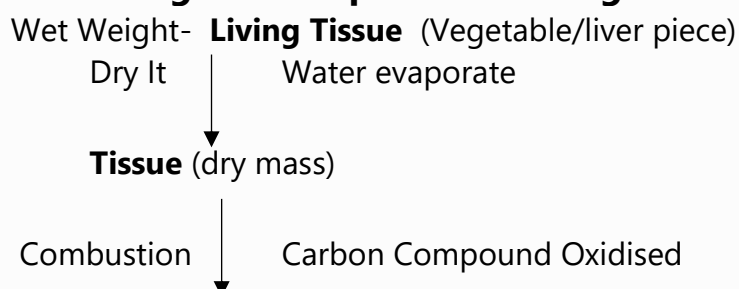 Wet Weight- Living Tissue (Vegetable/liver piece)
Dry It Water evaporate
Tissue (dry mass)
Combustion Carbon Compound Oxidised